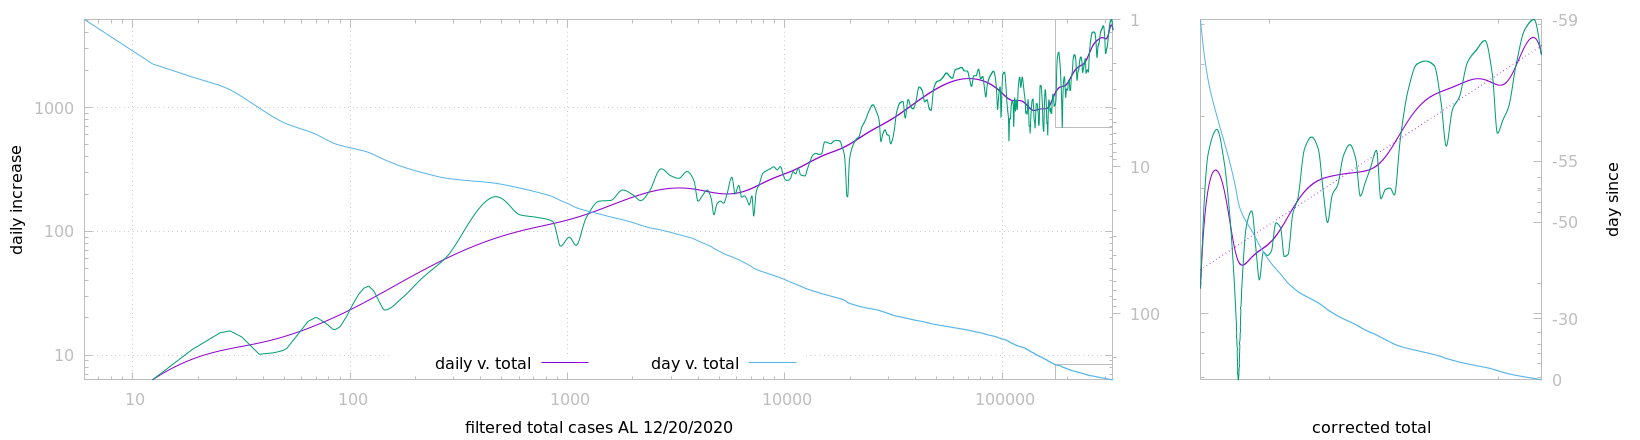 daily increase
1000
100
10
daily v. total
day v. total
10
100
1000
10000
100000
filtered total cases AL 12/20/2020
1
10
100
-59
-55
-50
-30
0
day since
corrected total